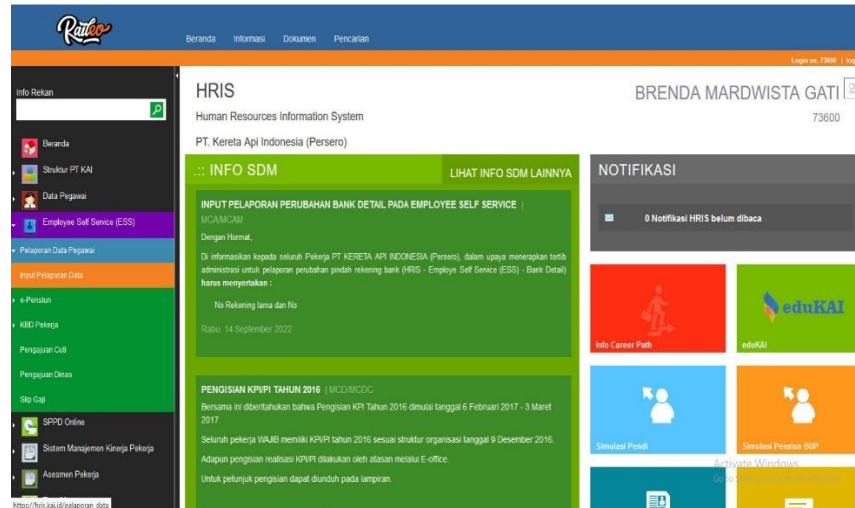 Raileo
Beranda Informasi Dokumen Pencarian
Login as, 73600 | log
Info Rekan
Beranda
Struktur PT KAI
Data Pegawai
Employee Self Service (ESS)
Pelaporan Data Pegawai
Input Pelaporan Data
e-Pensiun
KBD Pekerja
Pengajuan Cuti
Pengajuan Dinas
Slip Gaji
SPPD Online
Sistem Manajemen Kinerja Pekerja
Asesmen Pekerja
https://hris.kai.id/pelaporan_data
HRIS
Human Resources Information System
PT. Kereta Api Indonesia (Persero)
BRENDA MARDWISTA GATI
73600
.:: INFO SDM
LIHAT INFO SDM LAINNYA
INPUT PELAPORAN PERUBAHAN BANK DETAIL PADA EMPLOYEE SELF SERVICE |
MCA/MCAM
Dengan Hormat,
Di informasikan kepada seluruh Pekerja PT KERETA API INDONESIA (Persero), dalam upaya menerapkan tertib
administrasi untuk pelaporan perubahan pindah rekening bank (HRIS - Employe Self Service (ESS) - Bank Detail)
harus menyertakan :
No Rekening lama dan No
Rabu, 14 September 2022
PENGISIAN KPI/PI TAHUN 2016 | MCD/MCDC
Bersama ini diberitahukan bahwa Pengisian KPI Tahun 2016 dimulai tanggal 6 Februari 2017 - 3 Maret
2017.
Seluruh pekerja WAJIB memiliki KPI/PI tahun 2016 sesuai struktur organisasi tanggal 9 Desember 2016.
Adapun pengisian realisasi KPI/PI dilakukan oleh atasan melalui E-office.
Untuk petunjuk pengisian dapat diunduh pada lampiran.
NOTIFIKASI
0 Notifikasi HRIS belum dibaca
Info Career Path
eduKAI
eduKAI
Simulasi Pendi
Simulasi Pensiun BUP
Activate Windows